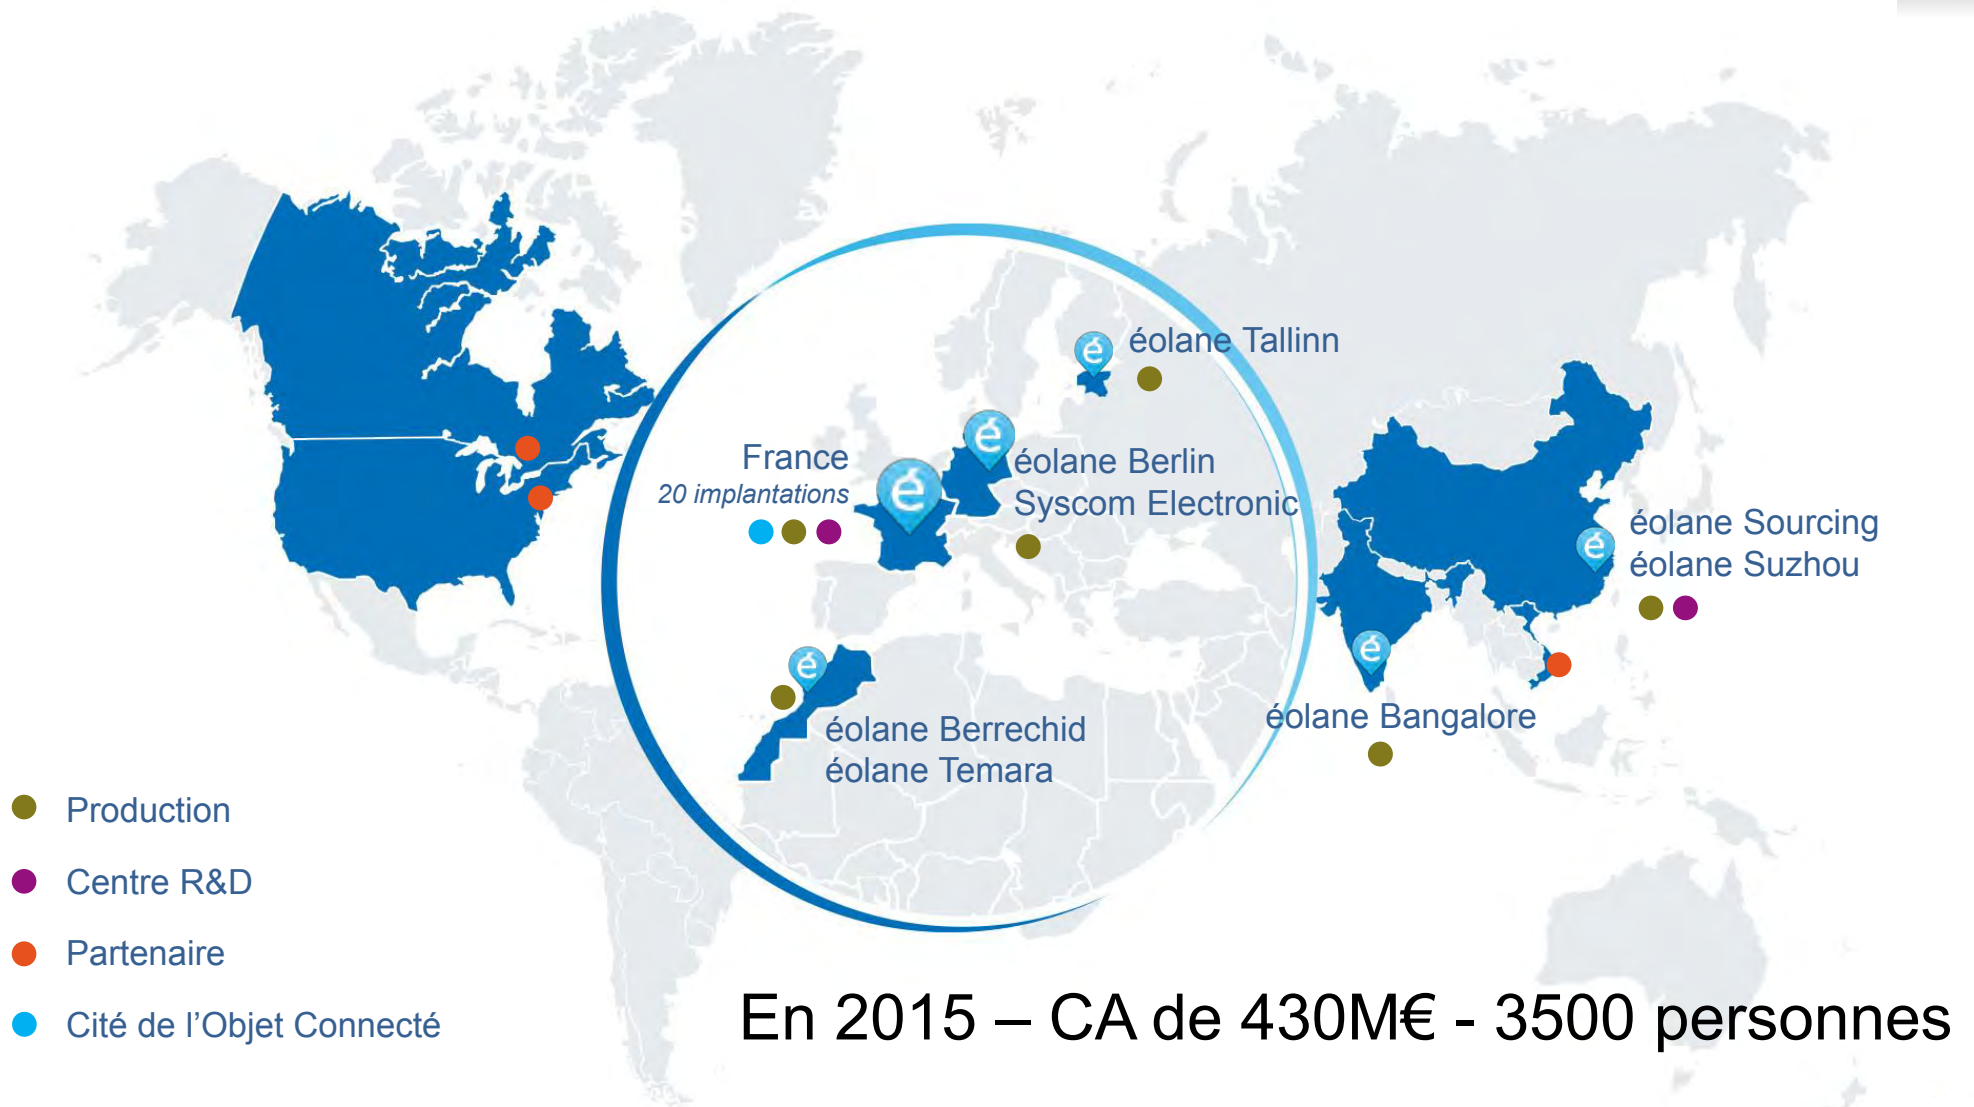 éolane Tallinn
France
20 implantations
éolane Berlin
Syscom Electronic
éolane Sourcing
éolane Suzhou
éolane Bangalore
éolane Berrechid
éolane Temara
Production
Centre R&D
Partenaire
Cité de l’Objet Connecté
En 2015 – CA de 430M€ - 3500 personnes
é
é
é
é
é
é